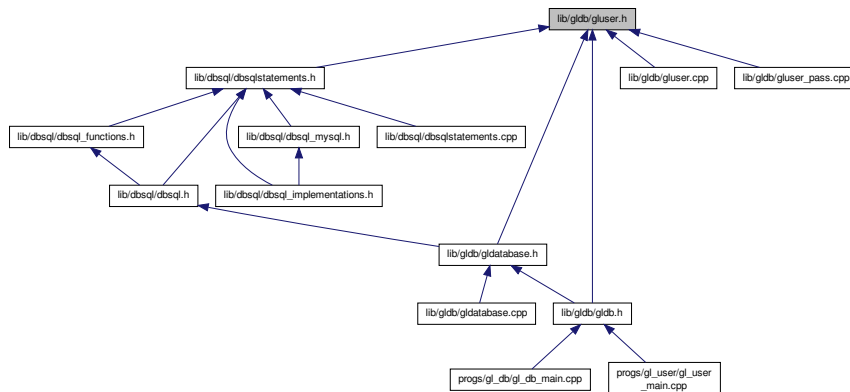 lib/gldb/gluser.h
lib/dbsql/dbsqlstatements.h
lib/gldb/gluser.cpp
lib/gldb/gluser_pass.cpp
lib/dbsql/dbsql_functions.h
lib/dbsql/dbsql_mysql.h
lib/dbsql/dbsqlstatements.cpp
lib/dbsql/dbsql.h
lib/dbsql/dbsql_implementations.h
lib/gldb/gldatabase.h
lib/gldb/gldatabase.cpp
lib/gldb/gldb.h
progs/gl_db/gl_db_main.cpp
progs/gl_user/gl_user
_main.cpp